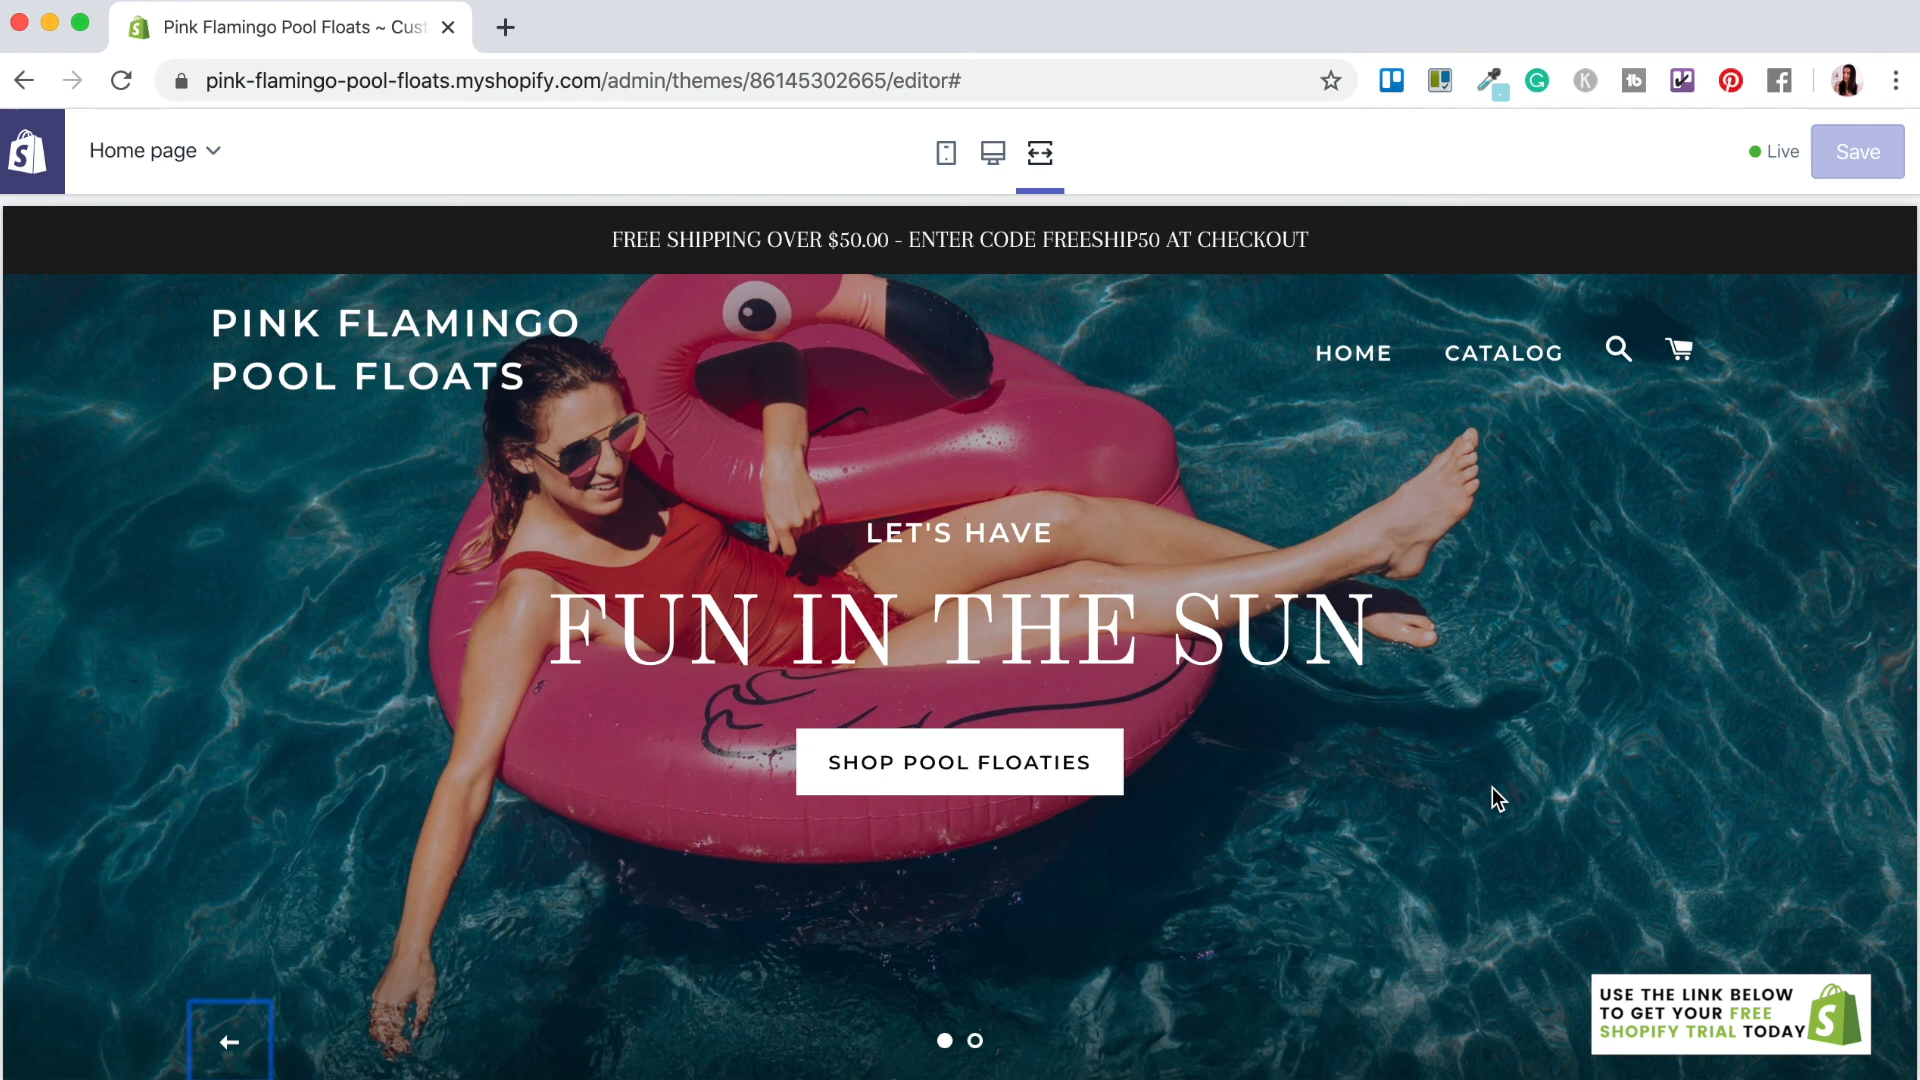 Pink Flamingo Pool Floats ~ Cust
pink-flamingo-pool-floats.myshopify.com/admin/themes/86145302665/editor#
Home page
Live
Save
FREE SHIPPING OVER $50.00 - ENTER CODE FREESHIP50 AT CHECKOUT
PINK FLAMINGO
POOL FLOATS
HOME
CATALOG
LET'S HAVE
FUN IN THE SUN
SHOP POOL FLOATIES
USE THE LINK BELOW
TO GET YOUR FREE
SHOPIFY TRIAL TODAY